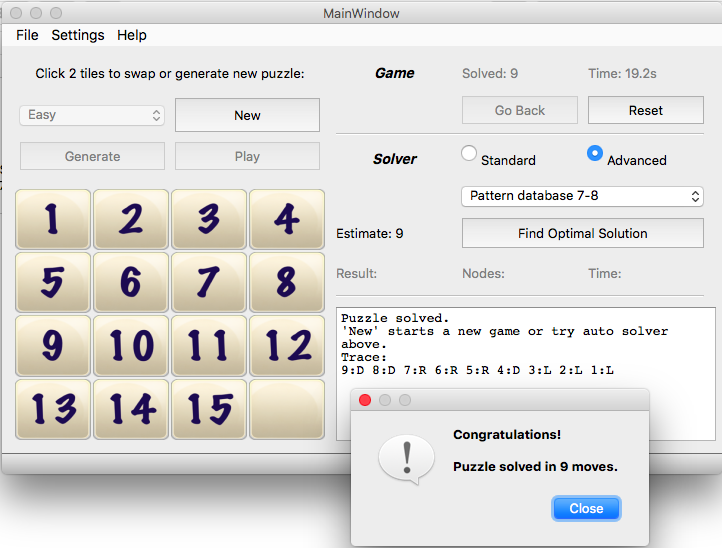 MainWindow
File Settings Help
Click 2 tiles to swap or generate new puzzle:
Easy
New
Generate
Play
1 2 3 4
5 6 7 8
9 10 11 12
13 14 15
Game
Solved: 9
Time: 19.2s
Go Back
Reset
Solver
Standard
Advanced
Pattern database 7-8
Estimate: 9
Find Optimal Solution
Result:
Nodes:
Time:
Puzzle solved.
'New' starts a new game or try auto solver
above.
Trace:
9:D 8:D 7:R 6:R 5:R 4:D 3:L 2:L 1:L
Congratulations!
Puzzle solved in 9 moves.
Close